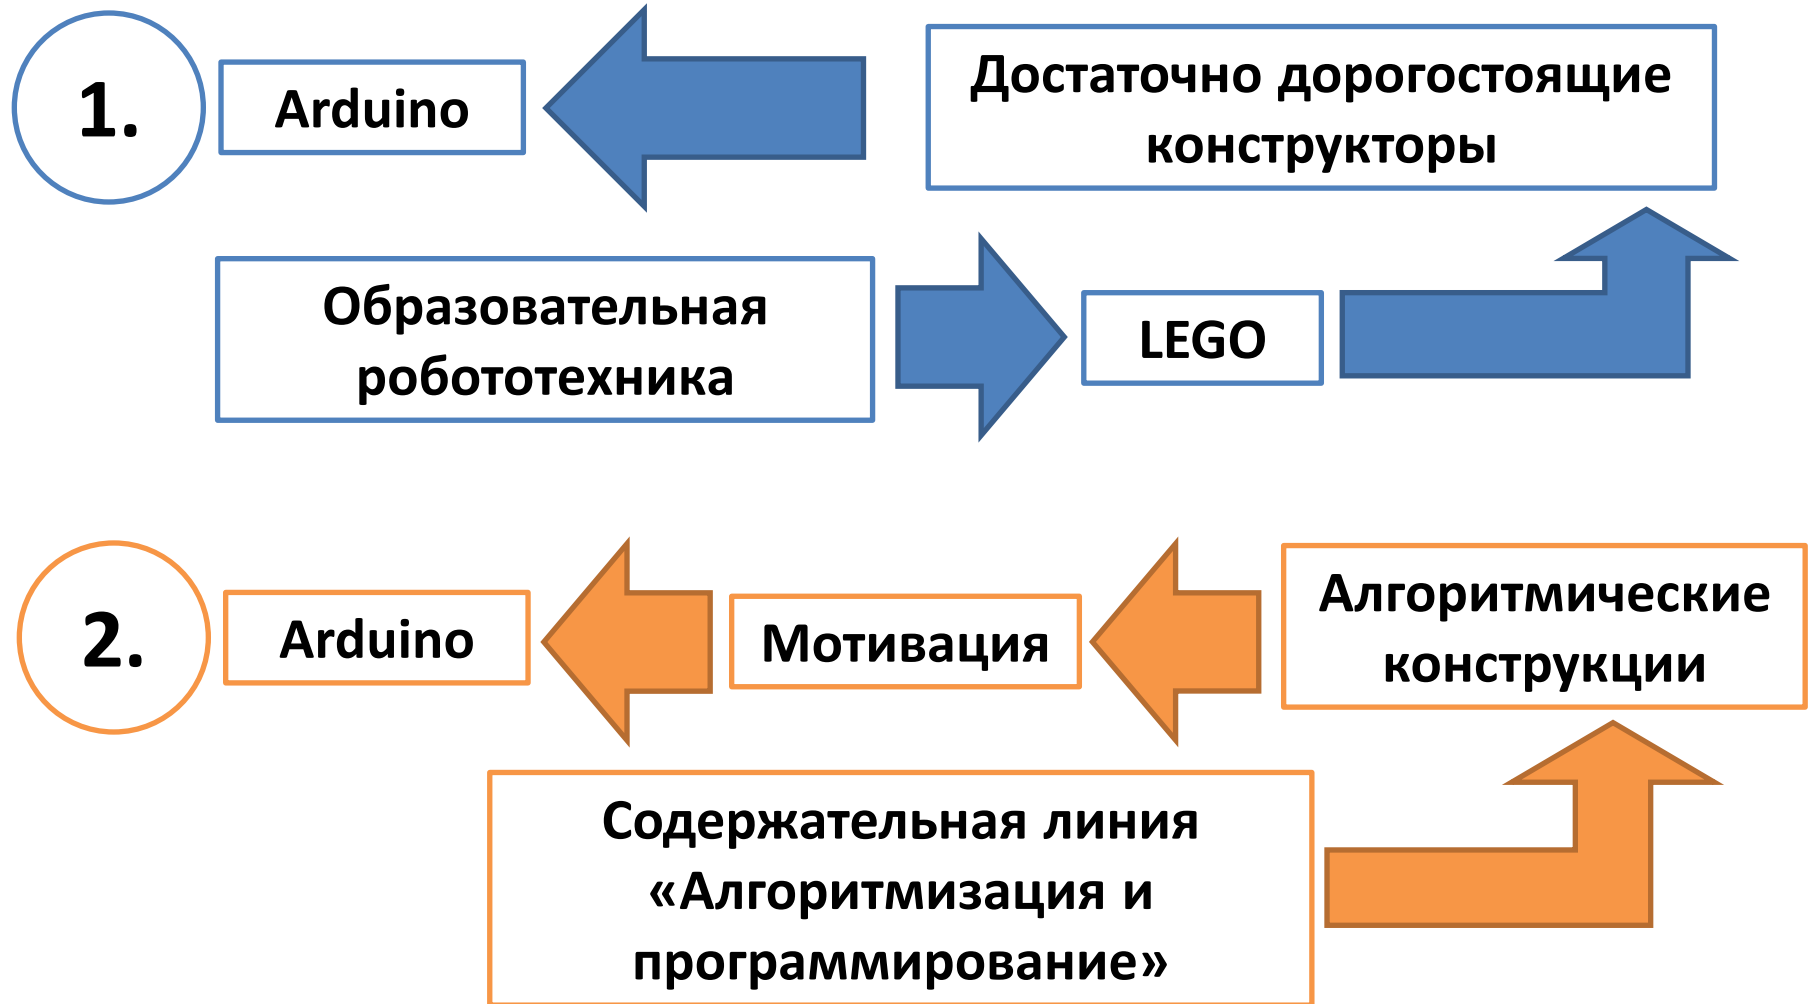 1.
Arduino
Достаточно дорогостоящие
конструкторы
Образовательная
робототехника
LEGO
2.
Arduino
Мотивация
Алгоритмические
конструкции
Содержательная линия
«Алгоритмизация и
программирование»